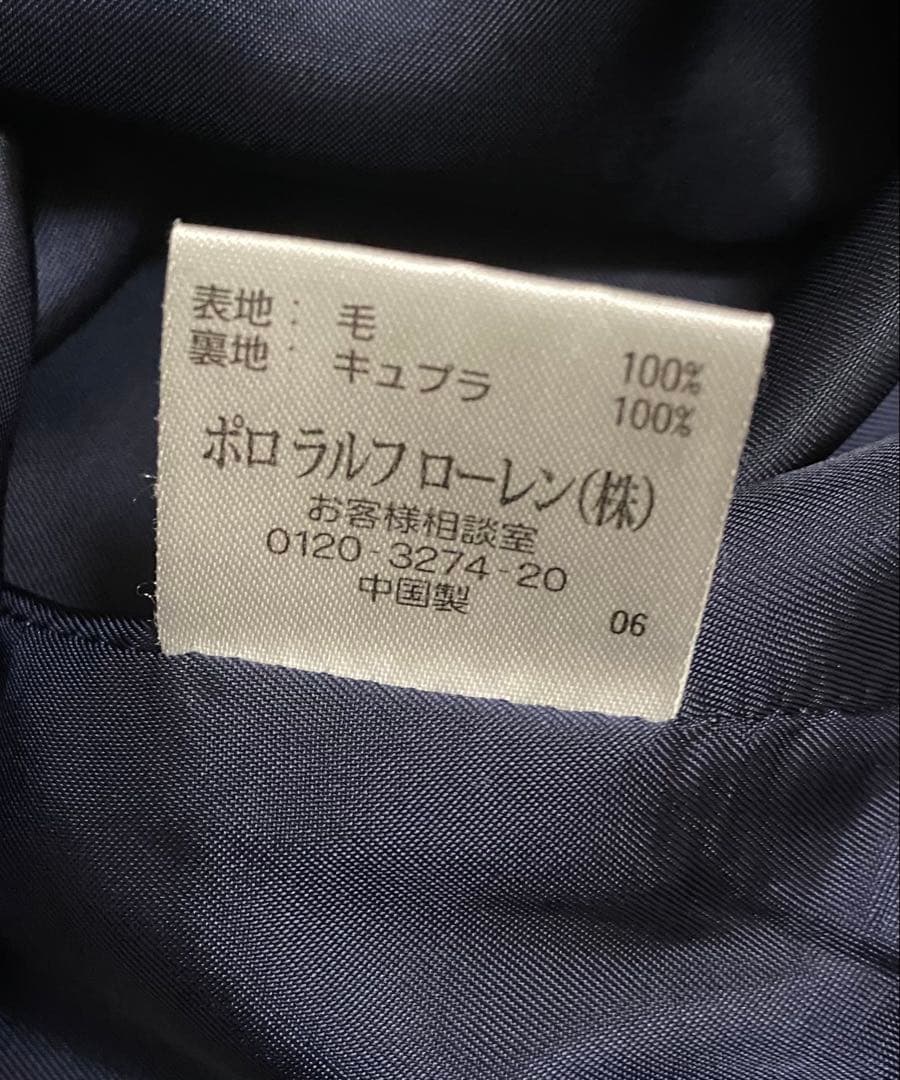 表地： 毛 100%
裏地： キュプラ 100%
ポロ ラルフ ローレン(株)
お客様相談室
0120-3274-20
中国製
06